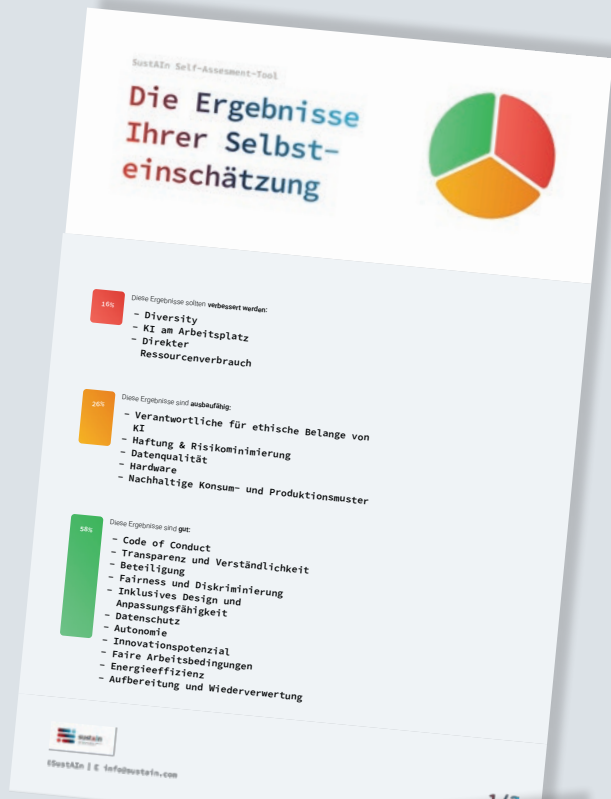 SustAIn Self-Assesment-Tool
Die Ergebnisse
Ihrer Selbst-
einschätzung
16%
Diese Ergebnisse sollten verbessert werden:
- Diversity
- KI am Arbeitsplatz
- Direkter
Ressourcenverbrauch
26%
Diese Ergebnisse sind ausbaufähig:
- Verantwortliche für ethische Belange von
KI
- Haftung & Risikominimierung
- Datenqualität
- Hardware
- Nachhaltige Konsum- und Produktionsmuster
58%
Diese Ergebnisse sind gut:
- Code of Conduct
- Transparenz und Verständlichkeit
- Beteiligung
- Fairness und Diskriminierung
- Inklusives Design und
Anpassungsfähigkeit
- Datenschutz
- Autonomie
- Innovationspotenzial
- Faire Arbeitsbedingungen
- Energieeffizienz
- Aufbereitung und Wiederverwertung
sustain
©SustAIn | E info@sustain.com